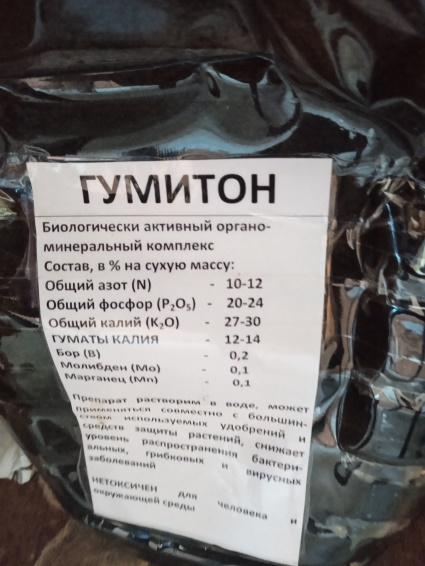 ГУМИТОН
Биологически активный органо-
минеральный комплекс
Состав, в % на сухую массу:
Общий азот (N) - 10-12
Общий фосфор (P₂O₅) - 20-24
Общий калий (K₂O) - 27-30
ГУМАТЫ КАЛИЯ - 12-14
Бор (B) - 0,2
Молибден (Mo) - 0,1
Марганец (Mn) - 0,1
Препарат растворим в воде, может
применяться совместно с большин-
ством используемых удобрений и
средств защиты растений, снижает
уровень распространения бактери-
альных, грибковых и вирусных
заболеваний
НЕТОКСИЧЕН для человека и
окружающей среды